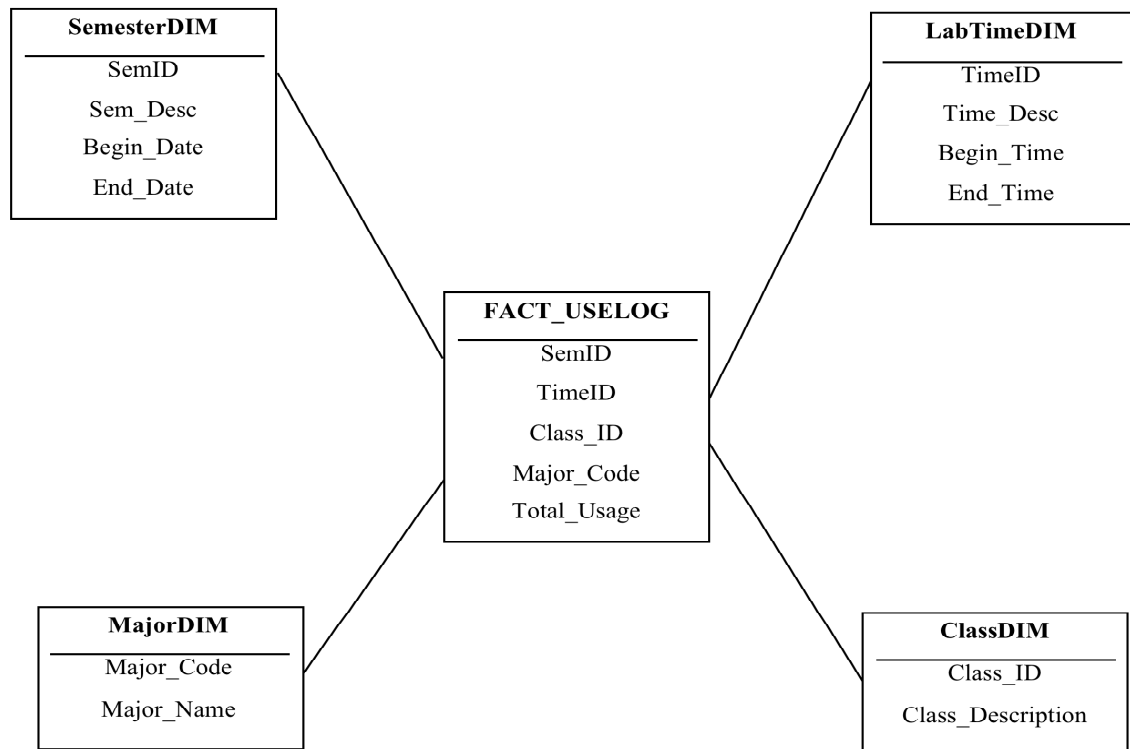 SemesterDIM
SemID
Sem_Desc
Begin_Date
End_Date
LabTimeDIM
TimeID
Time_Desc
Begin_Time
End_Time
FACT_USELOG
SemID
TimeID
Class_ID
Major_Code
Total_Usage
MajorDIM
Major_Code
Major_Name
ClassDIM
Class_ID
Class_Description